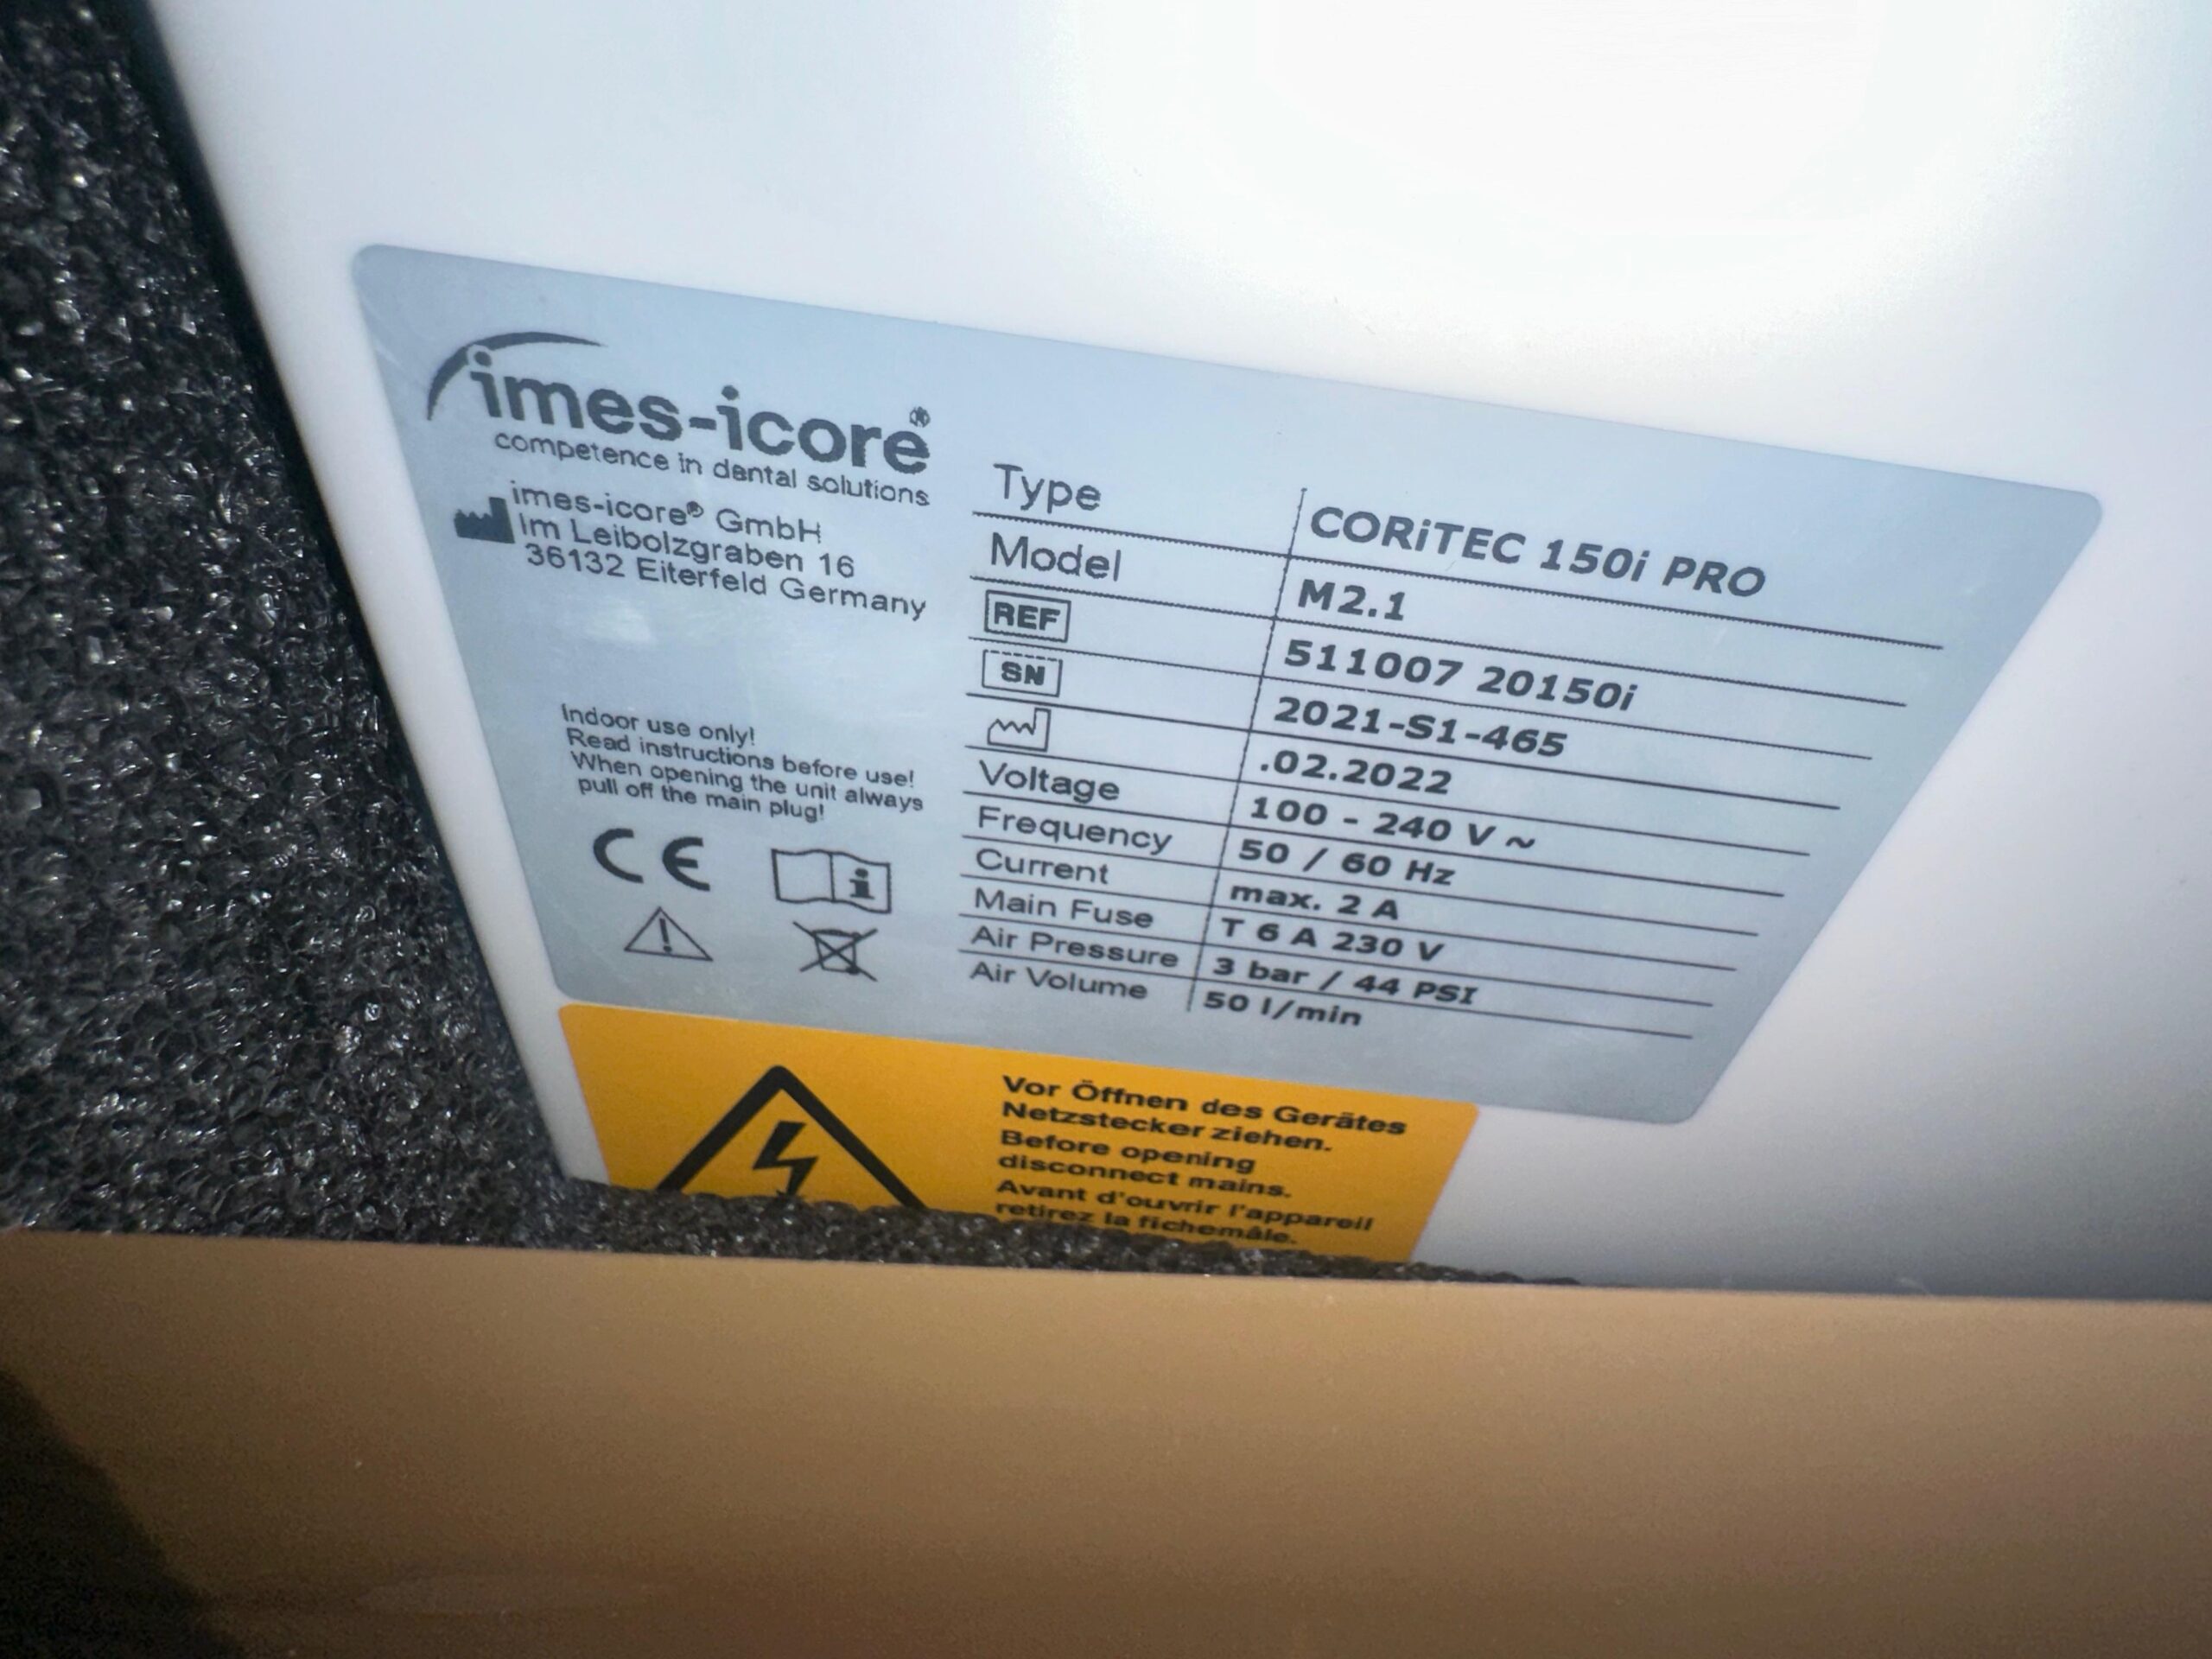 imes-icore®
competence in dental solutions
imes-icore® GmbH
Im Leibolzgraben 16
36132 Eiterfeld Germany
Indoor use only!
Read instructions before use!
When opening the unit always
pull off the main plug!
CE
Type CORiTEC 150i PRO
Model M2.1
REF 511007 20150i
SN 2021-S1-465
.02.2022
Voltage 100 - 240 V ~
Frequency 50 / 60 Hz
Current max. 2 A
Main Fuse T 6 A 230 V
Air Pressure 3 bar / 44 PSI
Air Volume 50 l/min
Vor Öffnen des Gerätes
Netzstecker ziehen.
Before opening
disconnect mains.
Avant d'ouvrir l'appareil
retirez la fichemâle.